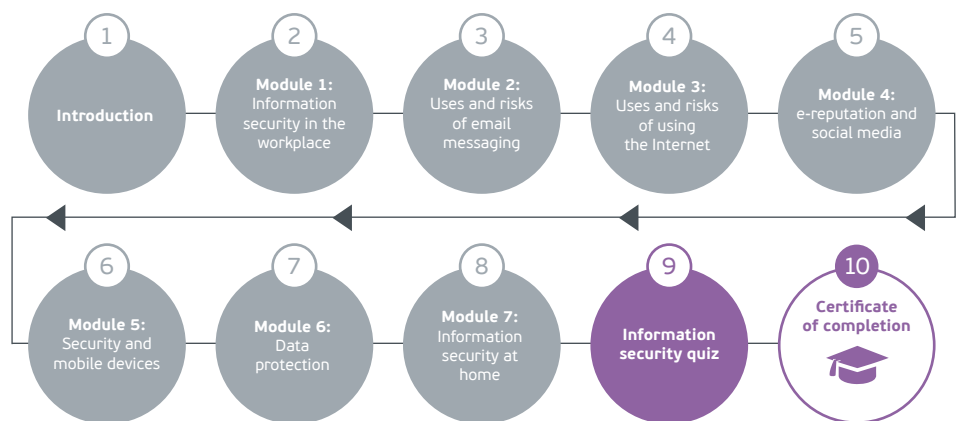 1
Introduction
2
Module 1:
Information
security in the
workplace
3
Module 2:
Uses and risks
of email
messaging
4
Module 3:
Uses and risks
of using
the Internet
5
Module 4:
e-reputation and
social media
6
Module 5:
Security and
mobile devices
7
Module 6:
Data
protection
8
Module 7:
Information
security at
home
9
Information
security quiz
10
Certificate
of completion